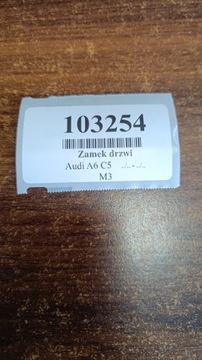 103254
Zamek drzwi
Audi A6 C5 ../.. - ../..
M3